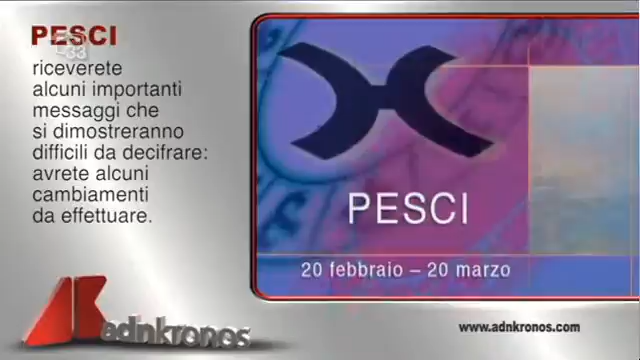 PESCI
riceverete
alcuni importanti
messaggi che
si dimostreranno
difficili da decifrare:
avrete alcuni
cambiamenti
da effettuare.
PESCI
20 febbraio – 20 marzo
adnkronos
www.adnkronos.com